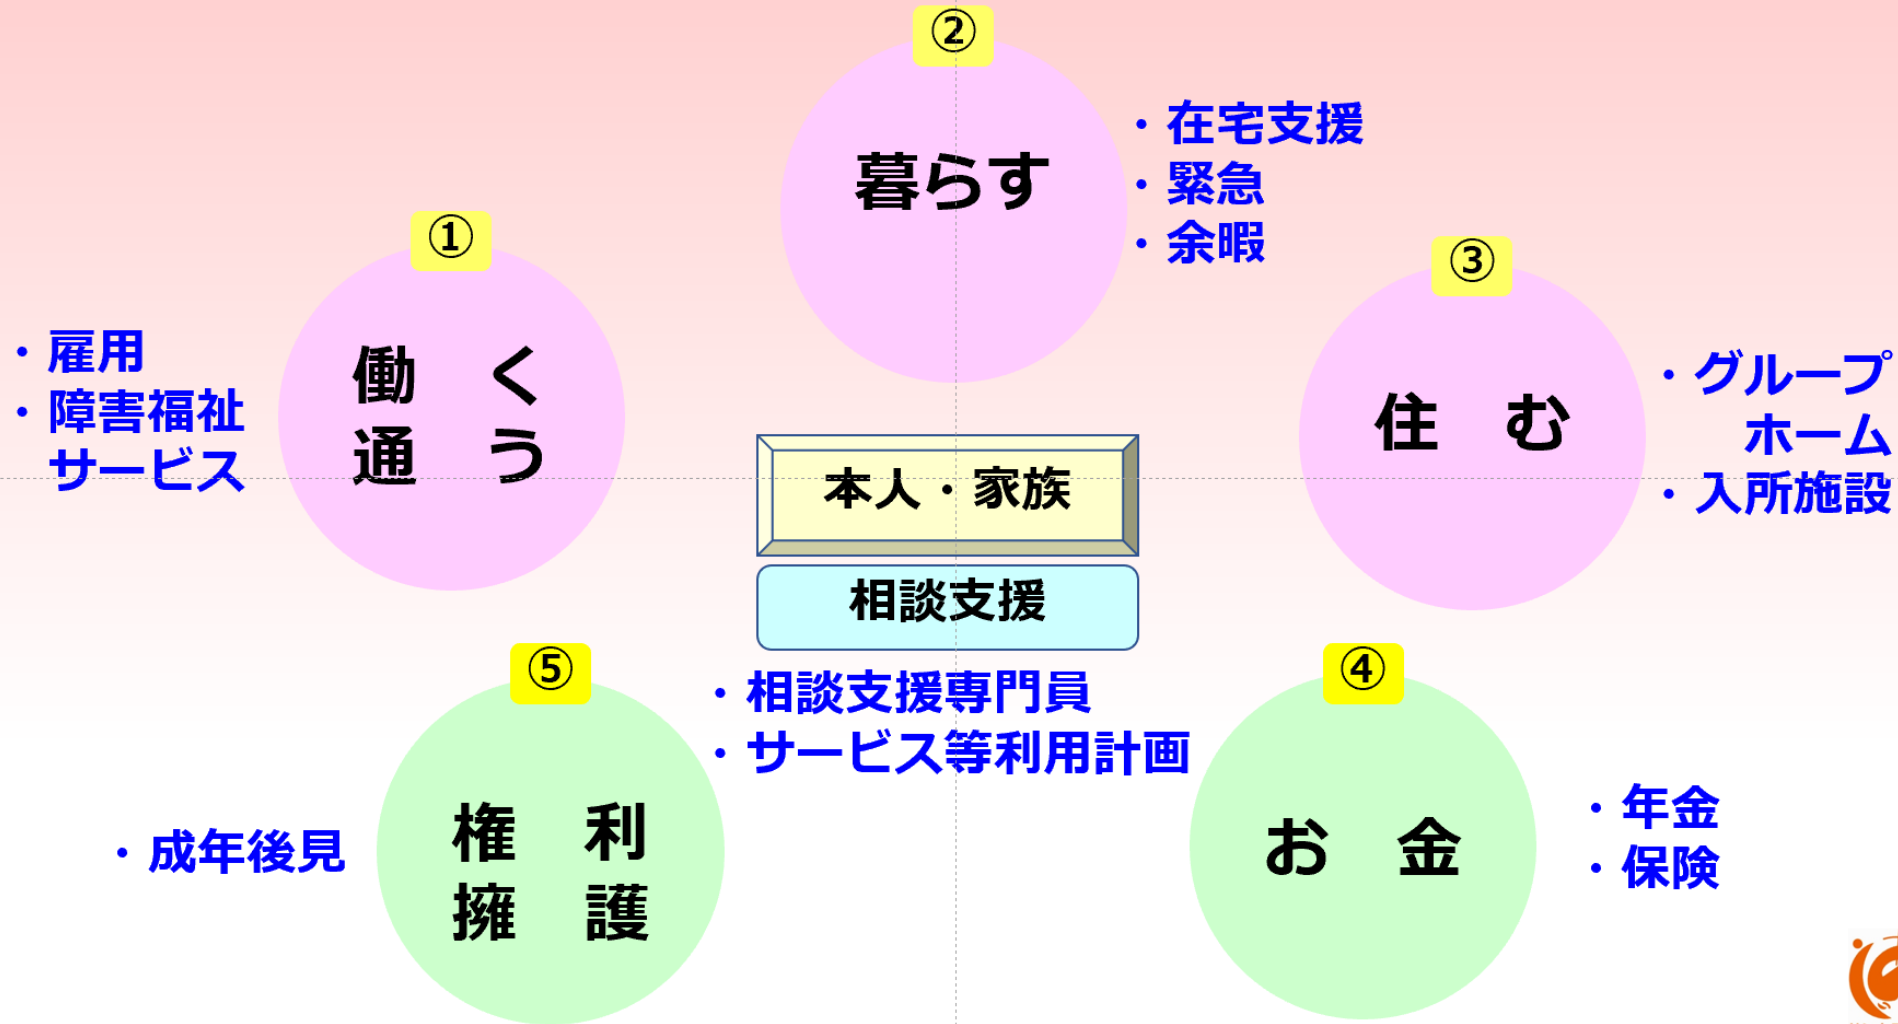 ①
働　く
通　う
・雇用
・障害福祉
サービス
②
暮らす
・在宅支援
・緊急
・余暇
③
住　む
・グループ
ホーム
・入所施設
本人・家族
相談支援
・相談支援専門員
・サービス等利用計画
④
お　金
・年金
・保険
⑤
権　利
擁　護
・成年後見